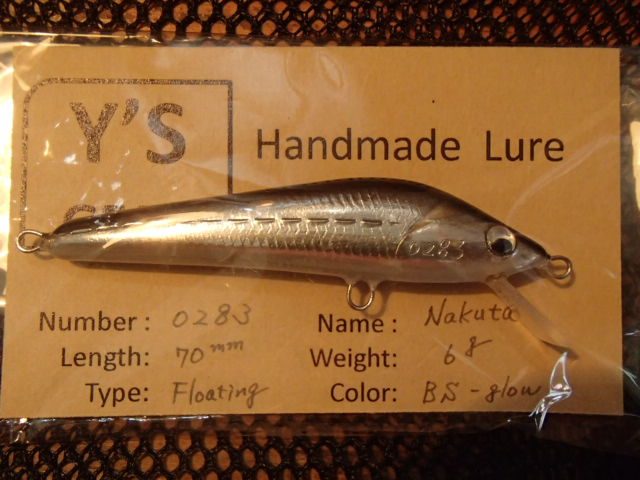 Y'S
Handmade Lure
0283
Number: 0283
Name: Nakuta
Length: 70mm
Weight: 6g
Type: Floating
Color: BS-glow